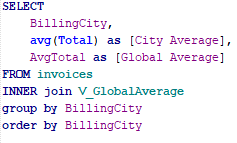 SELECT
BillingCity,
avg(Total) as [City Average],
AvgTotal as [Global Average]
FROM invoices
INNER join V_GlobalAverage
group by BillingCity
order by BillingCity